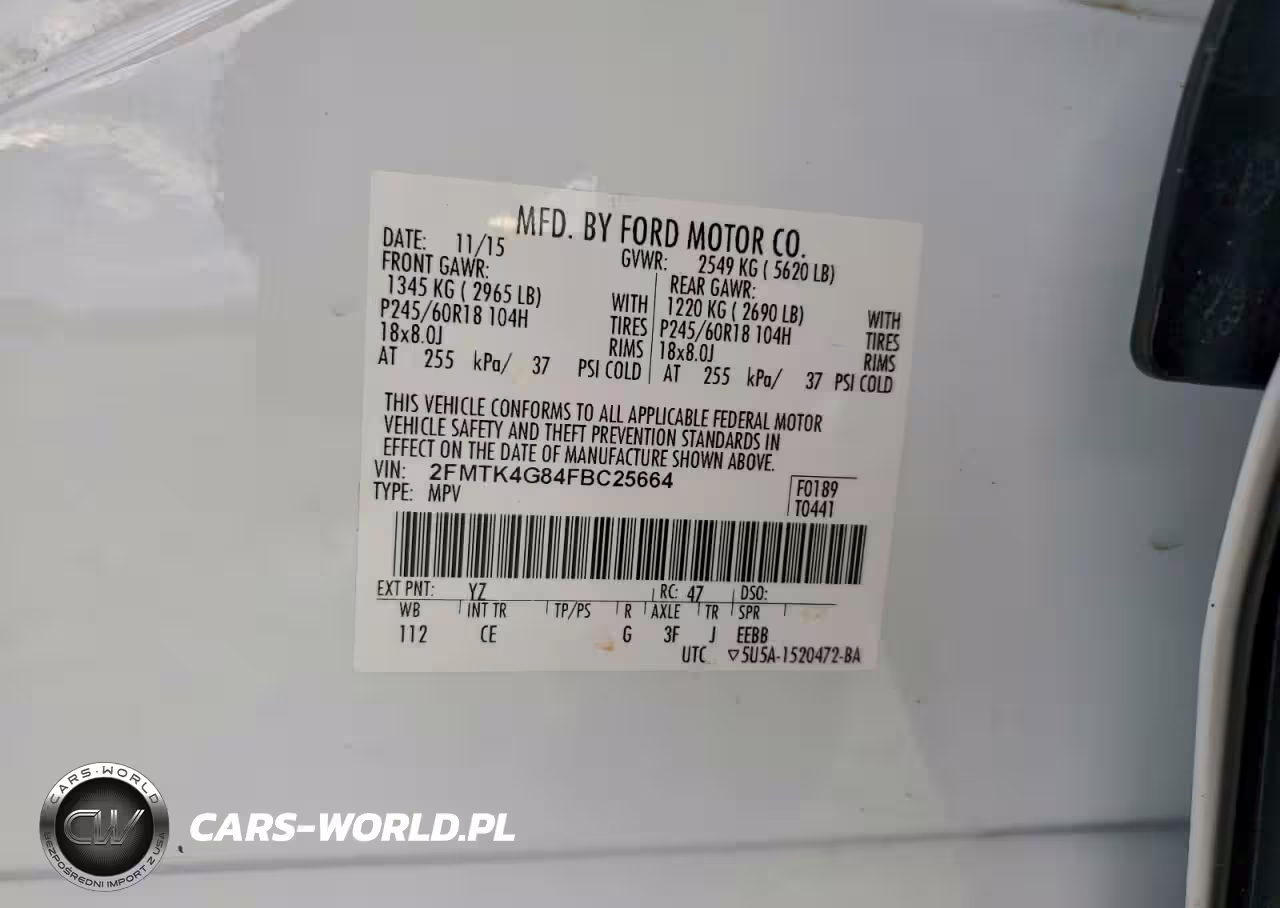 MFD. BY FORD MOTOR CO.
DATE: 11/15 GVWR: 2549 KG ( 5620 LB)
FRONT GAWR: REAR GAWR:
1345 KG ( 2965 LB) WITH 1220 KG ( 2690 LB) WITH
P245/60R18 104H TIRES P245/60R18 104H TIRES
18x8.0J RIMS 18x8.0J RIMS
AT 255 kPa/ 37 PSI COLD AT 255 kPa/ 37 PSI COLD
THIS VEHICLE CONFORMS TO ALL APPLICABLE FEDERAL MOTOR
VEHICLE SAFETY AND THEFT PREVENTION STANDARDS IN
EFFECT ON THE DATE OF MANUFACTURE SHOWN ABOVE.
VIN: 2FMTK4G84FBC25664
TYPE: MPV
F0189
T0441
EXT PNT: YZ RC: 47 DSO:
WB INT TR TP/PS R AXLE TR SPR
112 CE G 3F J EEBB
UTC ▽5U5A-1520472-BA
CARS-WORLD
CW
BEZPOŚREDNI IMPORT Z USA
CARS-WORLD.PL